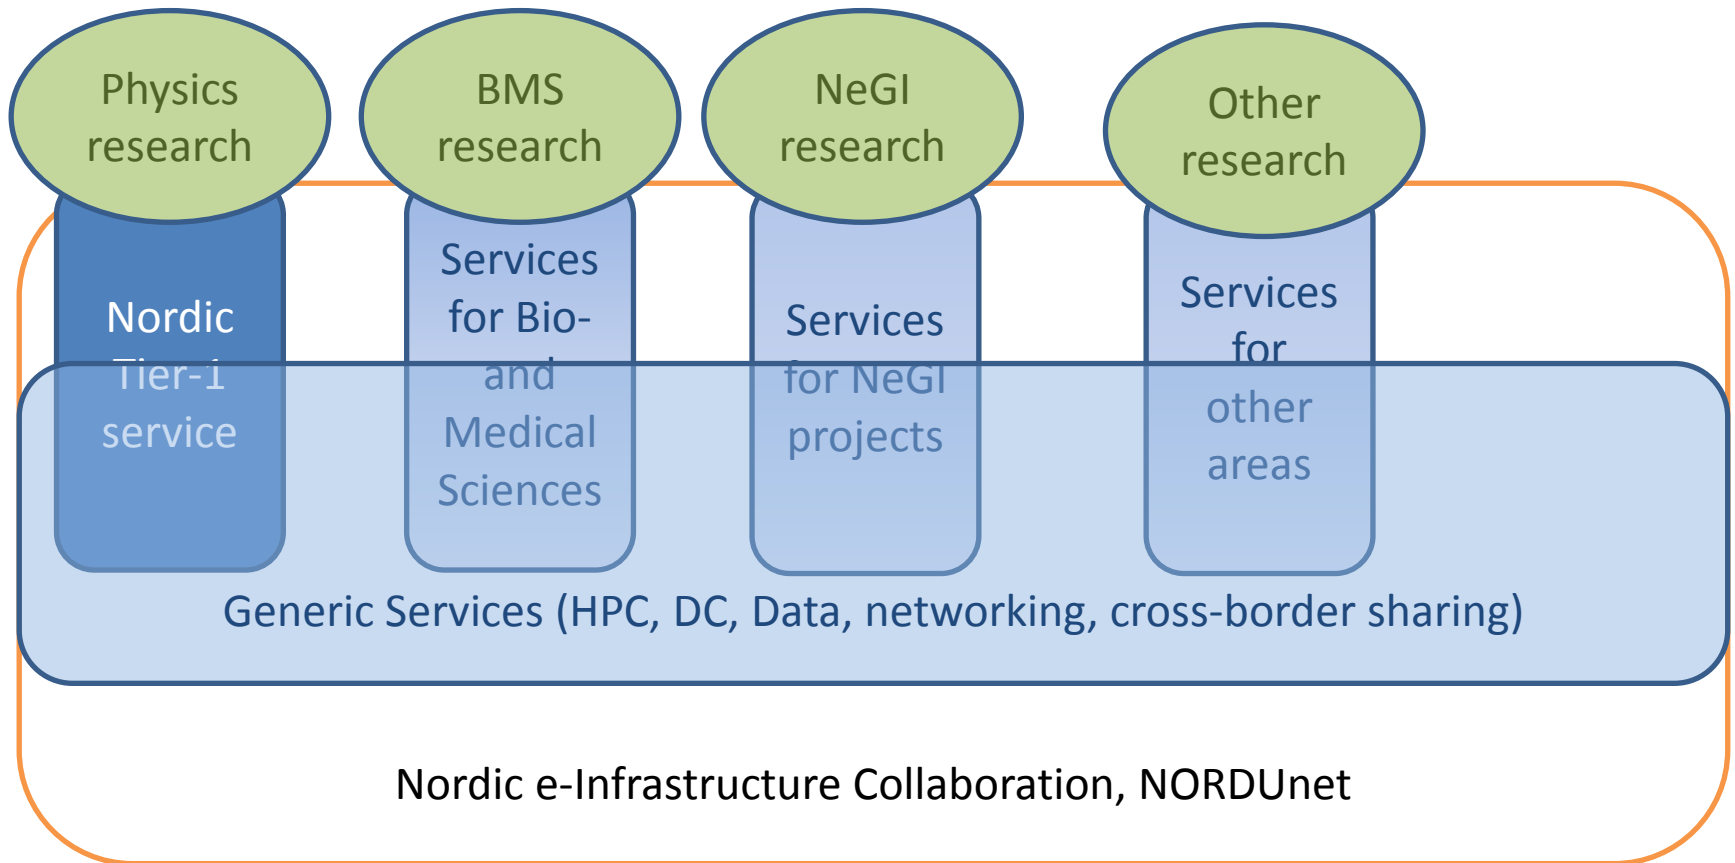 Physics
research
BMS
research
NeGI
research
Other
research
Nordic
Tier-1
service
Services
for Bio-
and
Medical
Sciences
Services
for NeGI
projects
Services
for
other
areas
Generic Services (HPC, DC, Data, networking, cross-border sharing)
Nordic e-Infrastructure Collaboration, NORDUnet